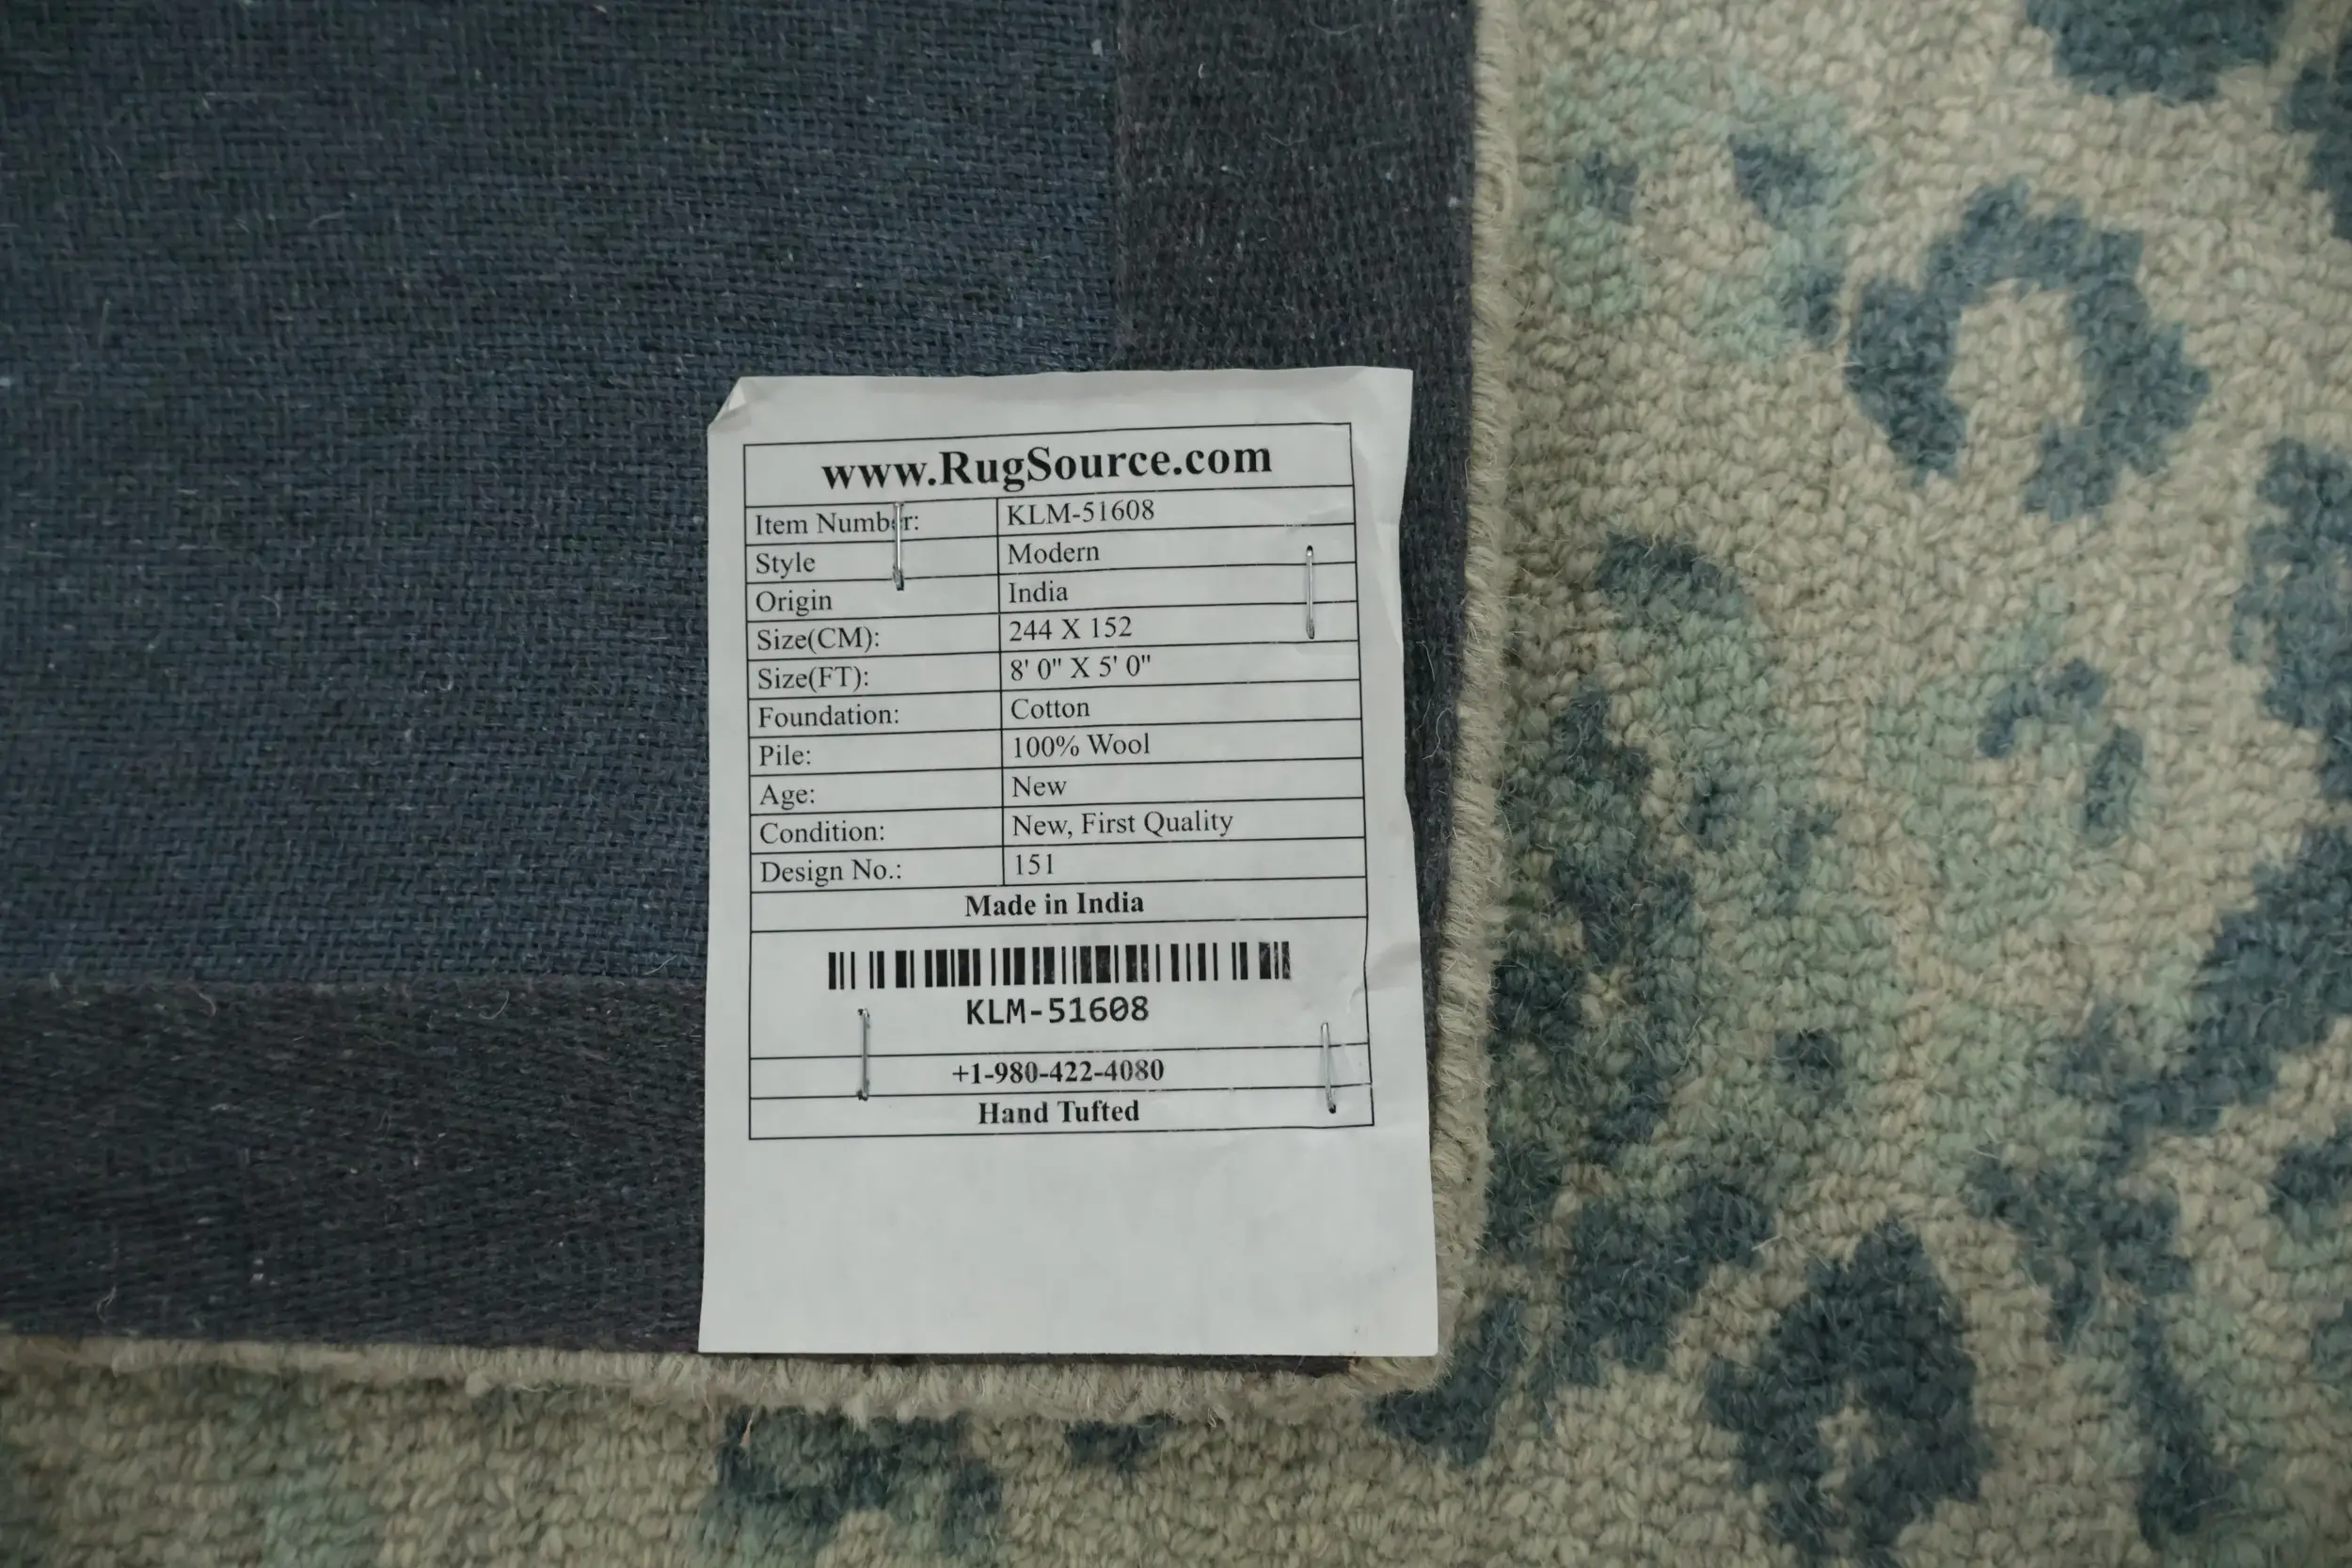 www.RugSource.com
Item Number: KLM-51608
Style Modern
Origin India
Size(CM): 244 X 152
Size(FT): 8' 0" X 5' 0"
Foundation: Cotton
Pile: 100% Wool
Age: New
Condition: New, First Quality
Design No.: 151
Made in India
KLM-51608
+1-980-422-4080
Hand Tufted